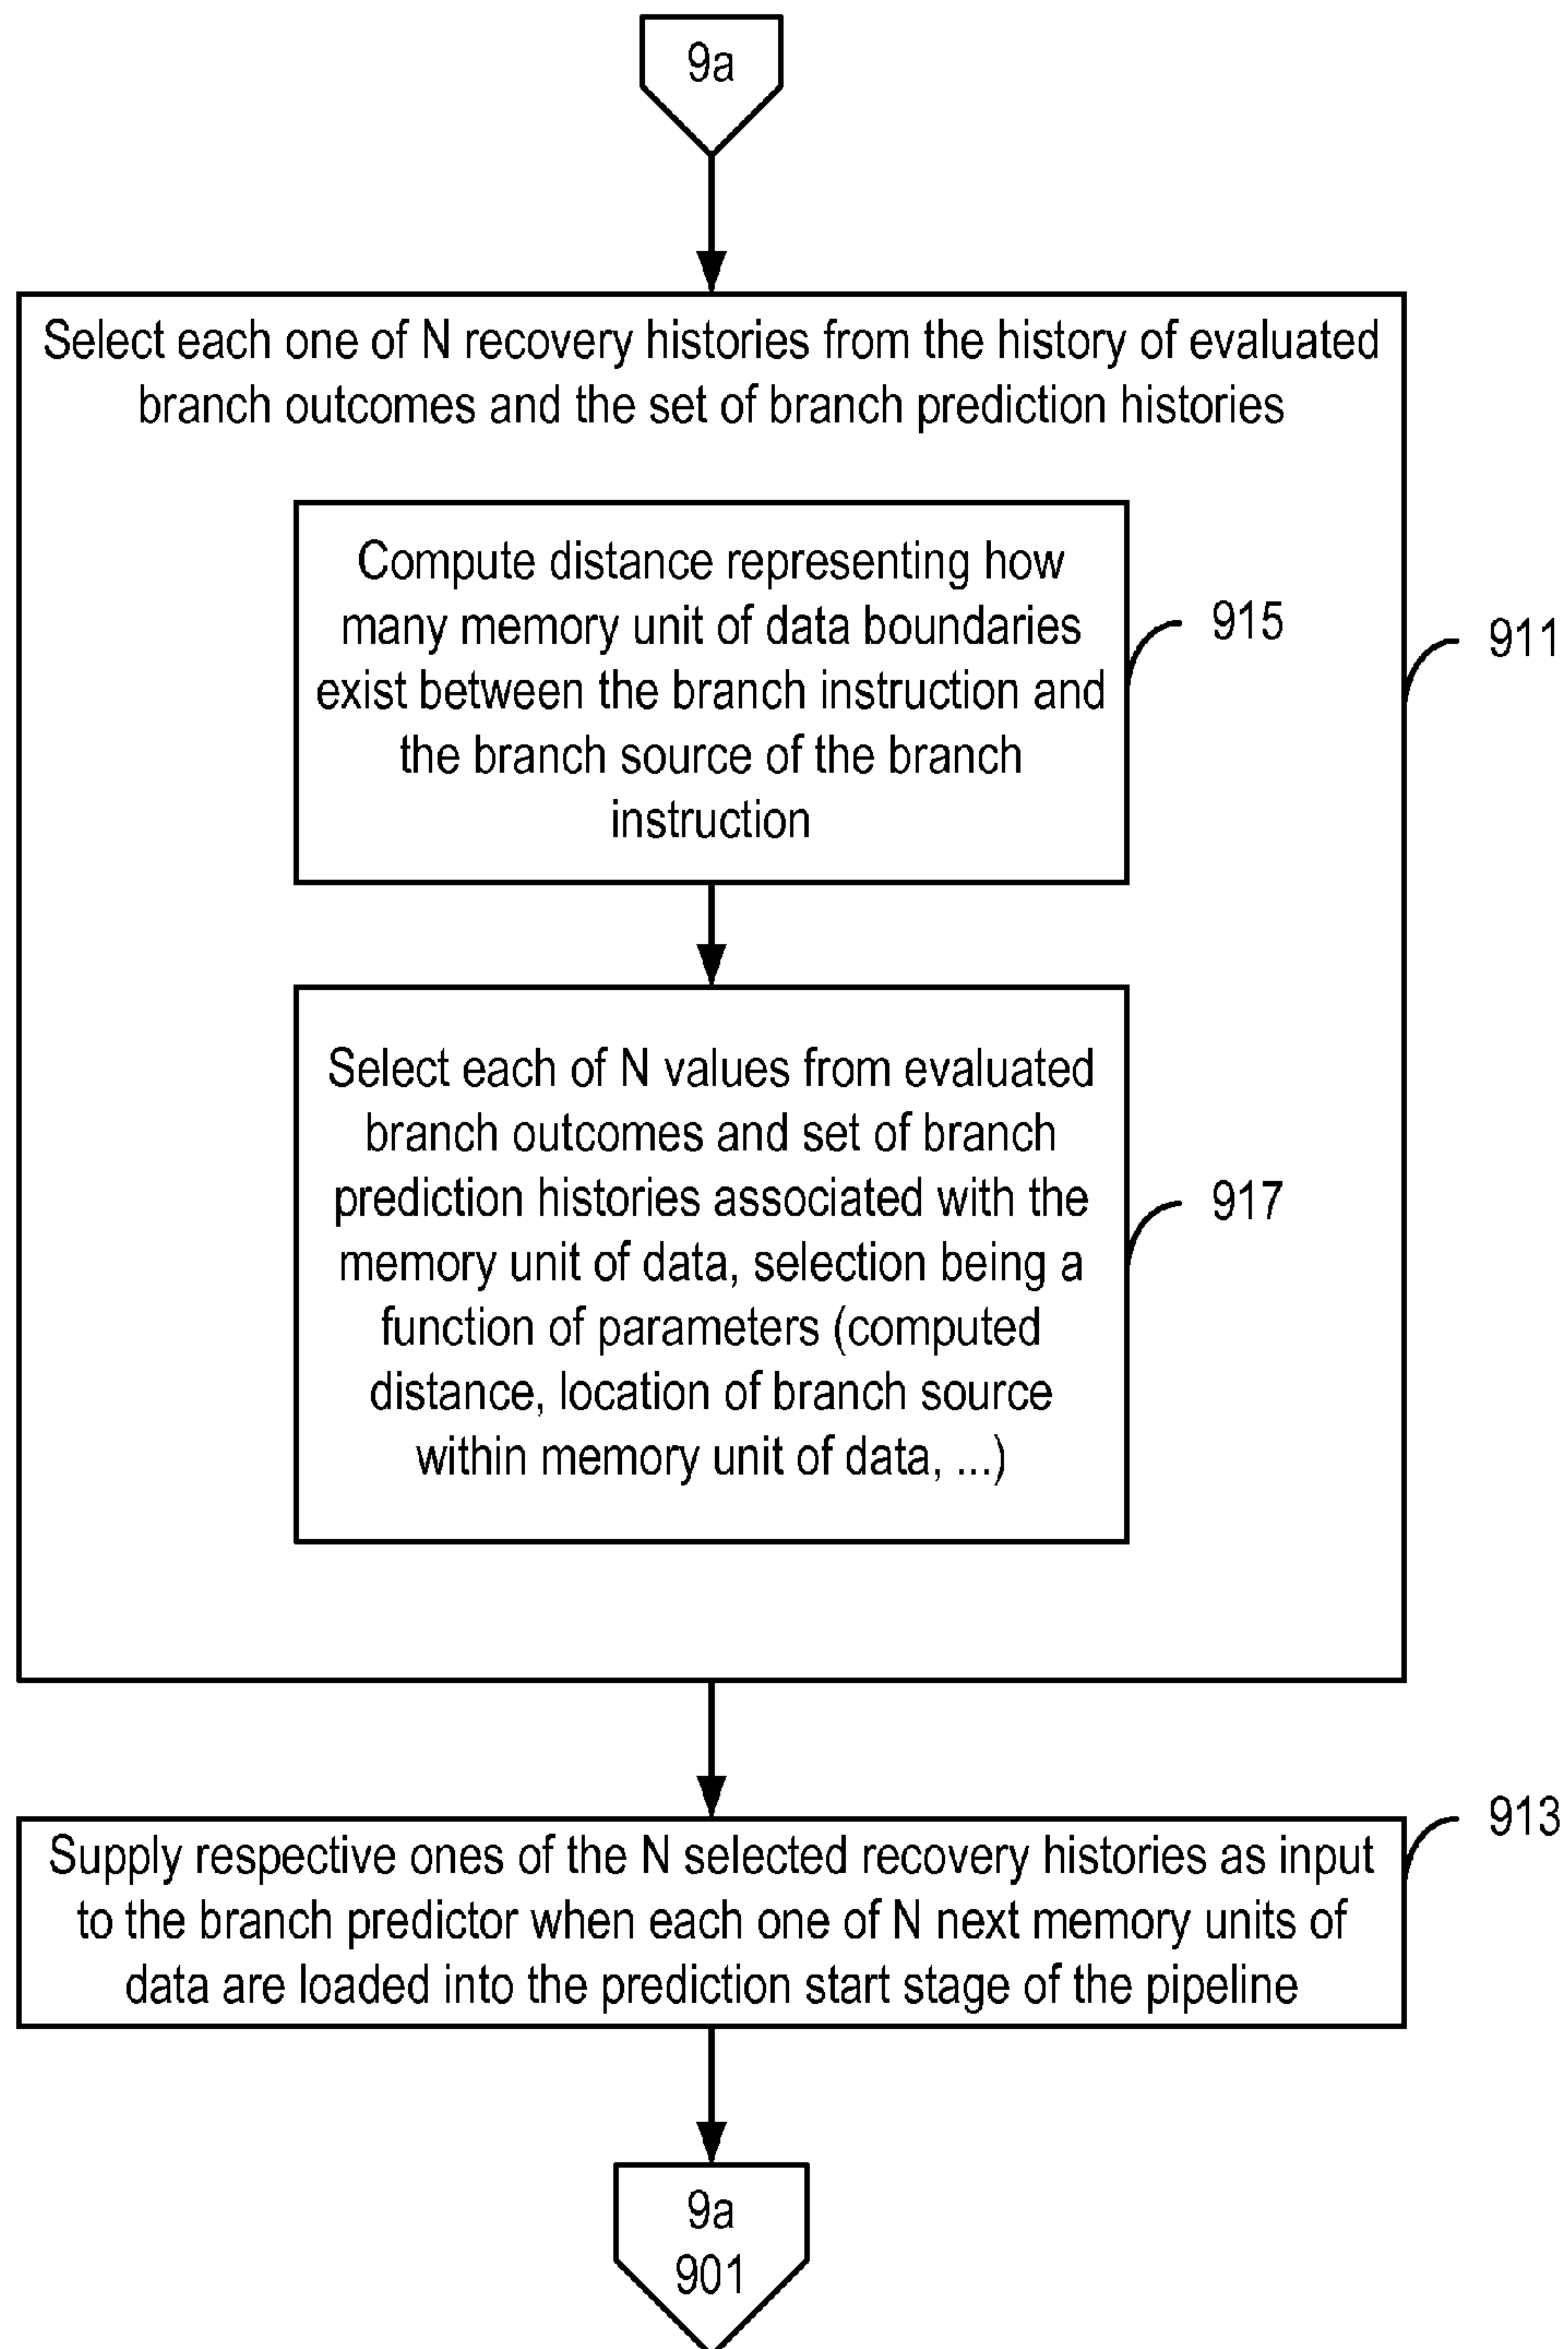 9a
Select each one of N recovery histories from the history of evaluated
branch outcomes and the set of branch prediction histories
Compute distance representing how
many memory unit of data boundaries
exist between the branch instruction and
the branch source of the branch
instruction
915
911
Select each of N values from evaluated
branch outcomes and set of branch
prediction histories associated with the
memory unit of data, selection being a
function of parameters (computed
distance, location of branch source
within memory unit of data, ...)
917
Supply respective ones of the N selected recovery histories as input
to the branch predictor when each one of N next memory units of
data are loaded into the prediction start stage of the pipeline
913
9a
901